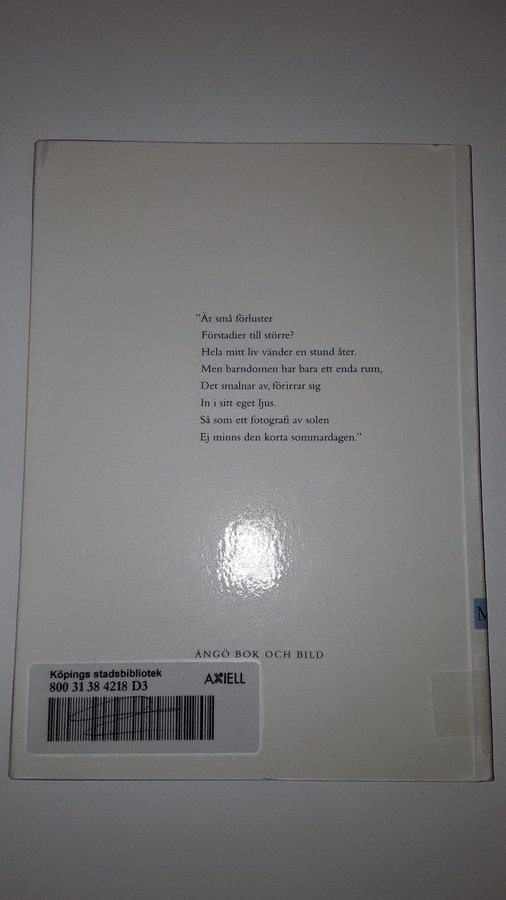 ”Är små förluster
Förstadier till större?
Hela mitt liv vänder en stund åter.
Men barndomen har bara ett enda rum,
Det smalnar av, förirrar sig
In i sitt eget ljus.
Så som ett fotografi av solen
Ej minns den korta sommardagen.”
M
ÄNGÖ BOK OCH BILD
Köpings stadsbibliotek
800 31 38 4218 D3
AXIELL